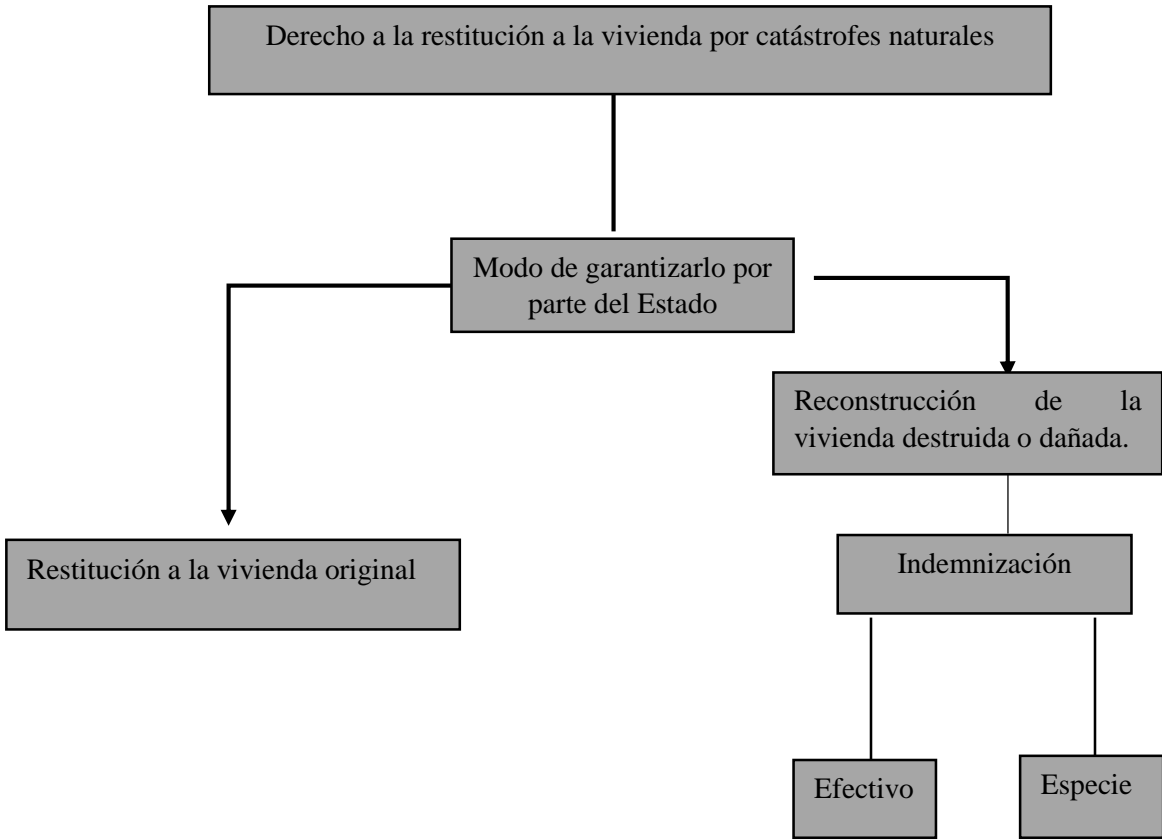 Derecho a la restitución a la vivienda por catástrofes naturales
Modo de garantizarlo por
parte del Estado
Reconstrucción de la
vivienda destruida o dañada.
Restitución a la vivienda original
Indemnización
Efectivo
Especie